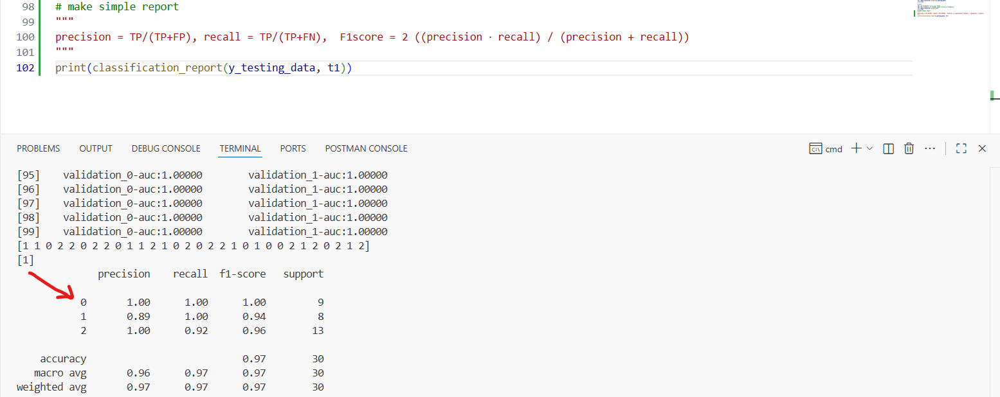 98 # make simple report
99 """
100 precision = TP/(TP+FP), recall = TP/(TP+FN),  F1score = 2 ((precision · recall) / (precision + recall))
101 """
102 print(classification_report(y_testing_data, t1))
PROBLEMS OUTPUT DEBUG CONSOLE TERMINAL PORTS POSTMAN CONSOLE cmd
[95]    validation_0-auc:1.00000        validation_1-auc:1.00000
[96]    validation_0-auc:1.00000        validation_1-auc:1.00000
[97]    validation_0-auc:1.00000        validation_1-auc:1.00000
[98]    validation_0-auc:1.00000        validation_1-auc:1.00000
[99]    validation_0-auc:1.00000        validation_1-auc:1.00000
[1 1 0 2 2 0 2 2 0 1 1 2 1 0 2 0 2 2 1 0 1 0 0 2 1 2 0 2 1 2]
[1]
              precision    recall  f1-score   support
           0       1.00      1.00      1.00         9
           1       0.89      1.00      0.94         8
           2       1.00      0.92      0.96        13
    accuracy                           0.97        30
   macro avg       0.96      0.97      0.97        30
weighted avg       0.97      0.97      0.97        30